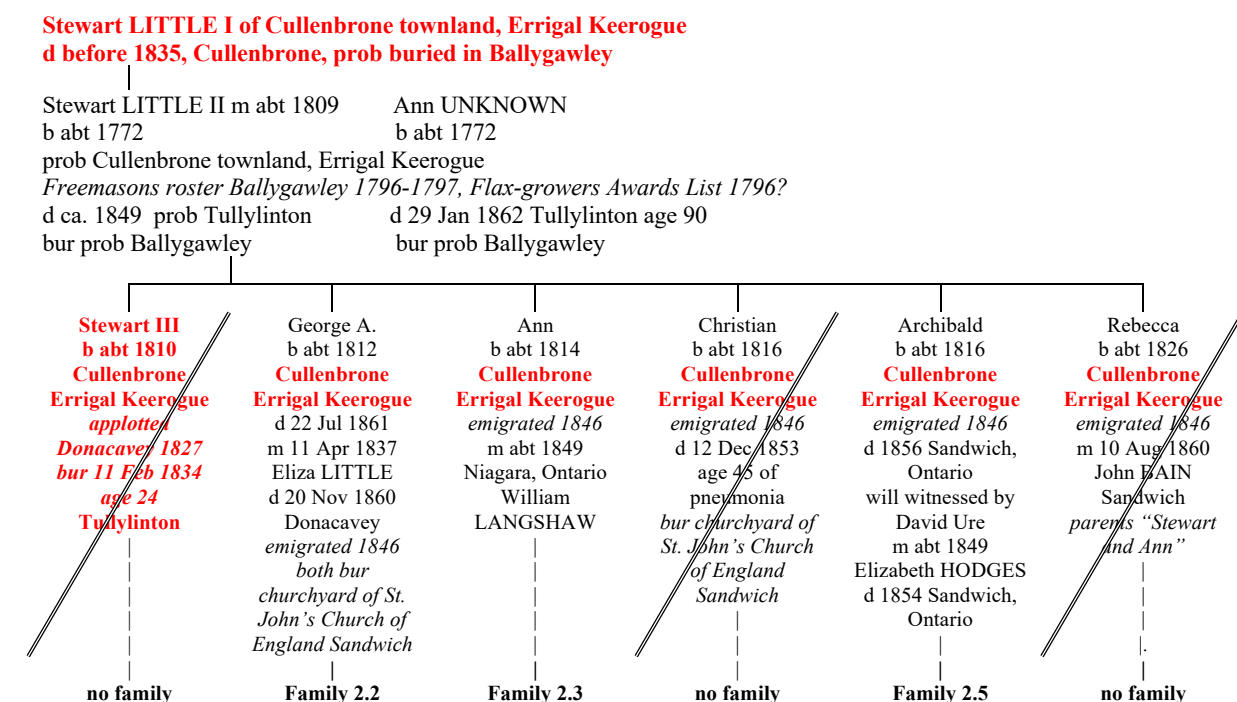 Stewart LITTLE I of Cullenbrone townland, Errigal Keerogue
d before 1835, Cullenbrone, prob buried in Ballygawley
Stewart LITTLE II m abt 1809 Ann UNKNOWN
b abt 1772 b abt 1772
prob Cullenbrone townland, Errigal Keerogue
Freemasons roster Ballygawley 1796-1797, Flax-growers Awards List 1796?
d ca. 1849 prob Tullylinton d 29 Jan 1862 Tullylinton age 90
bur prob Ballygawley bur prob Ballygawley
Stewart III
b abt 1810
Cullenbrone
Errigal Keerogue
applotted
Donacavey 1827
bur 11 Feb 1834
age 24
Tullylinton
no family
George A.
b abt 1812
Cullenbrone
Errigal Keerogue
d 22 Jul 1861
m 11 Apr 1837
Eliza LITTLE
d 20 Nov 1860
Donacavey
emigrated 1846
both bur
churchyard of St.
John’s Church of
England Sandwich
Family 2.2
Ann
b abt 1814
Cullenbrone
Errigal Keerogue
emigrated 1846
m abt 1849
Niagara, Ontario
William
LANGSHAW
Family 2.3
Christian
b abt 1816
Cullenbrone
Errigal Keerogue
emigrated 1846
d 12 Dec 1853
age 45 of
pneumonia
bur churchyard of
St. John’s Church
of England
Sandwich
no family
Archibald
b abt 1816
Cullenbrone
Errigal Keerogue
emigrated 1846
d 1856 Sandwich,
Ontario
will witnessed by
David Ure
m abt 1849
Elizabeth HODGES
d 1854 Sandwich,
Ontario
Family 2.5
Rebecca
b abt 1826
Cullenbrone
Errigal Keerogue
emigrated 1846
m 10 Aug 1860
John BAIN
Sandwich
parents “Stewart
and Ann”
no family